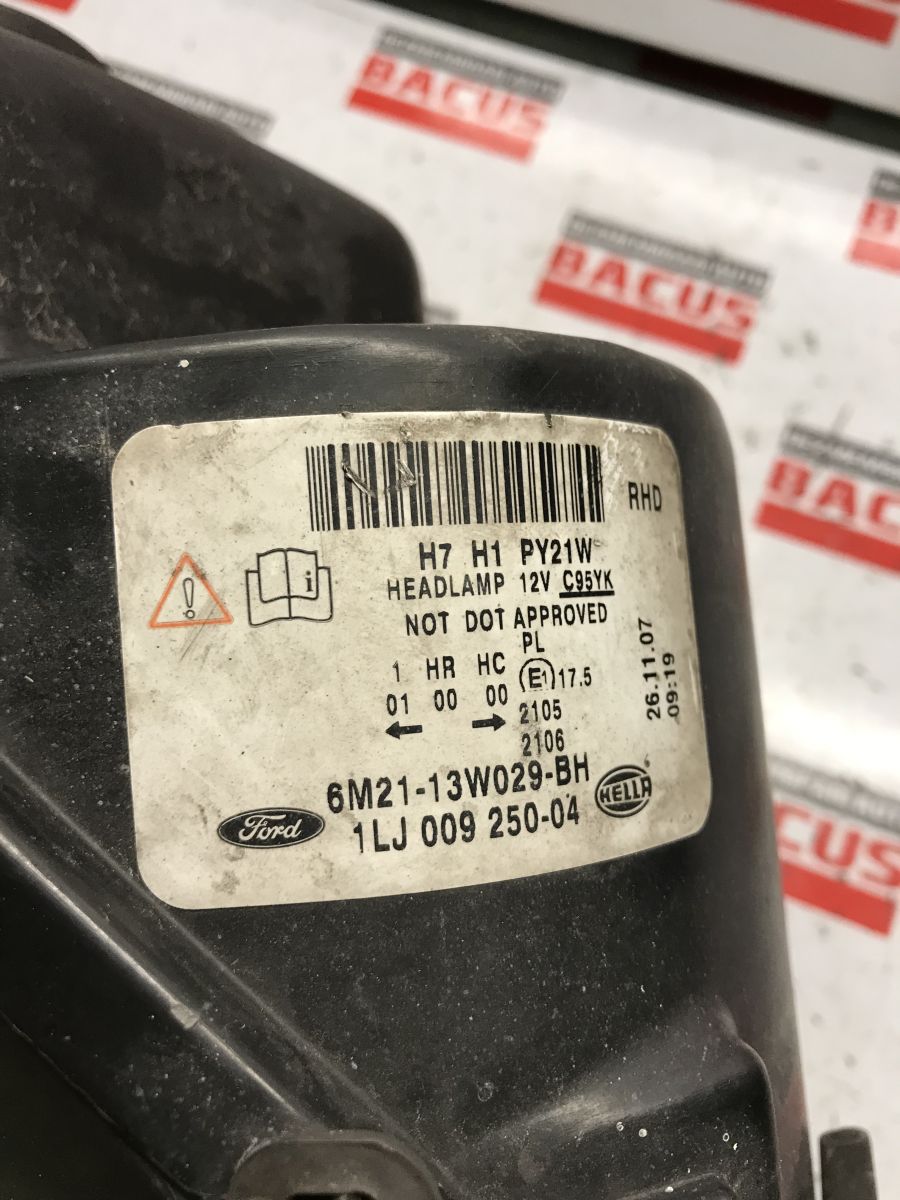 BACUS
BACUS
BACUS
BACUS
RHD
H7 H1 PY21W
HEADLAMP 12V C95YK
NOT DOT APPROVED
PL
1 HR HC E1 17.5
01 00 00 2105
2106
26.11.07
09:19
6M21-13W029-BH
HELLA
Ford
1LJ 009 250-04
i